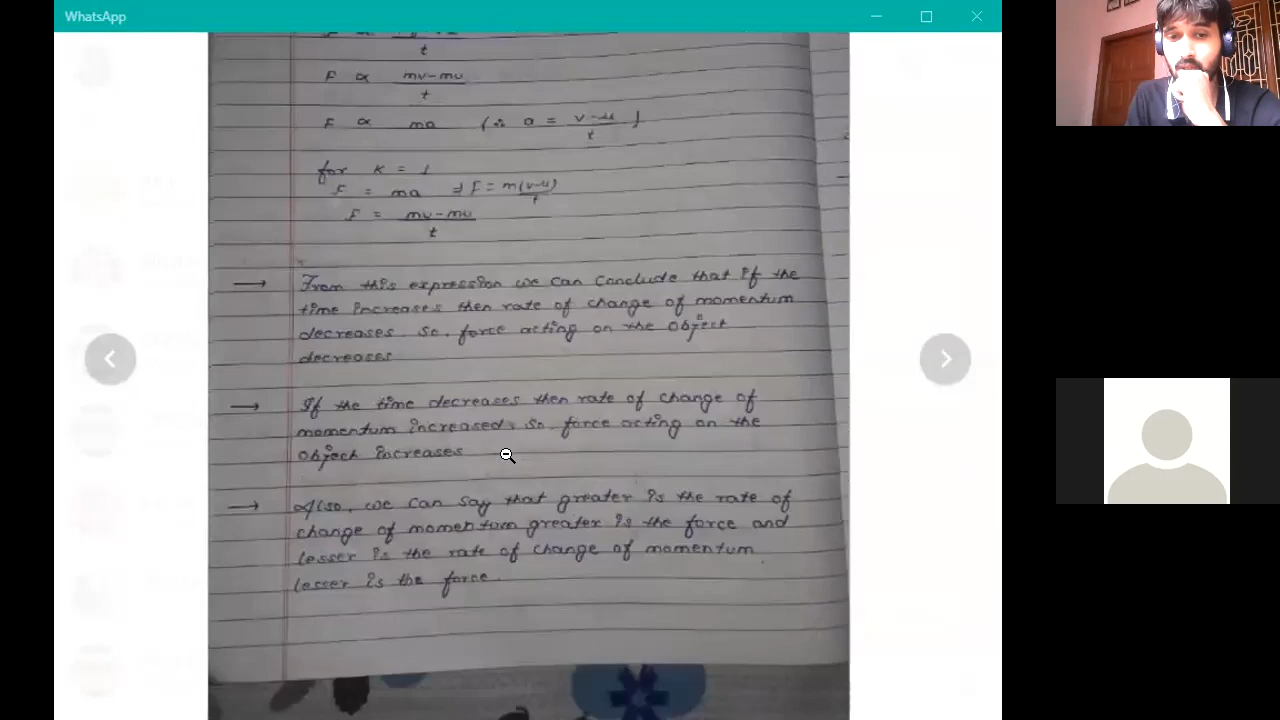 WhatsApp
t
F ∝ mv-mu
t
F ∝ ma (∴ a = v-u )
t
for K = 1
F = ma ⇒ F = m(v-u)
t
F = mv-mu
t
→ From this expression we can conclude that if the
time increases then rate of change of momentum
decreases so, force acting on the object
decreases
→ If the time decreases then rate of change of
momentum increased, so, force acting on the
object increases
→ Also, we can say that greater is the rate of
change of momentum greater is the force and
lesser is the rate of change of momentum
lesser is the force.